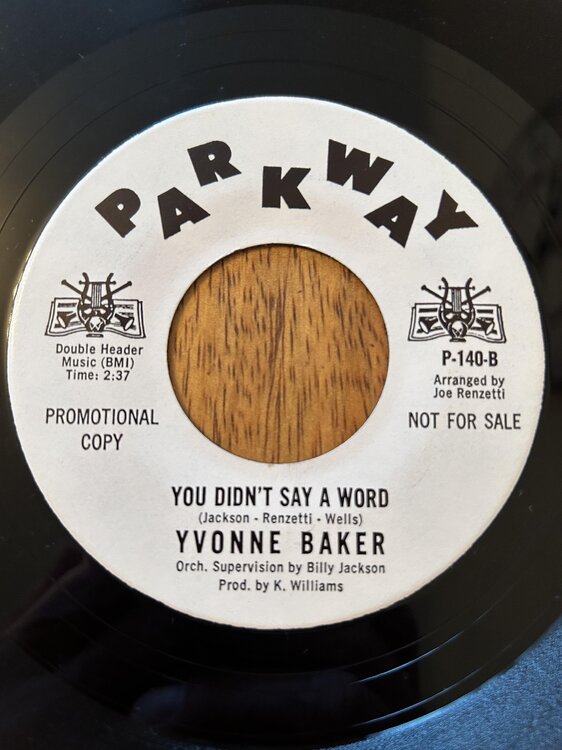 PARKWAY
Double Header
Music (BMI)
Time: 2:37
PROMOTIONAL
COPY
P-140-B
Arranged by
Joe Renzetti
NOT FOR SALE
YOU DIDN'T SAY A WORD
(Jackson - Renzetti - Wells)
YVONNE BAKER
Orch. Supervision by Billy Jackson
Prod. by K. Williams